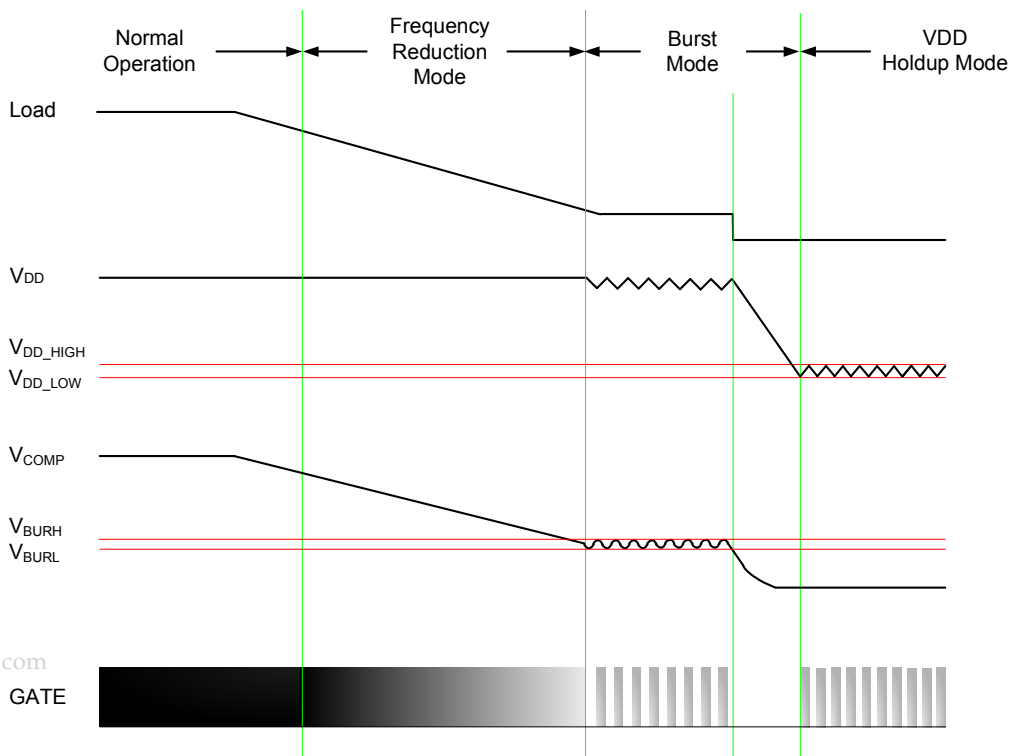 Normal
Operation
Frequency
Reduction
Mode
Burst
Mode
VDD
Holdup Mode
Load
VDD
VDD_HIGH
VDD_LOW
VCOMP
VBURH
VBURL
com
GATE